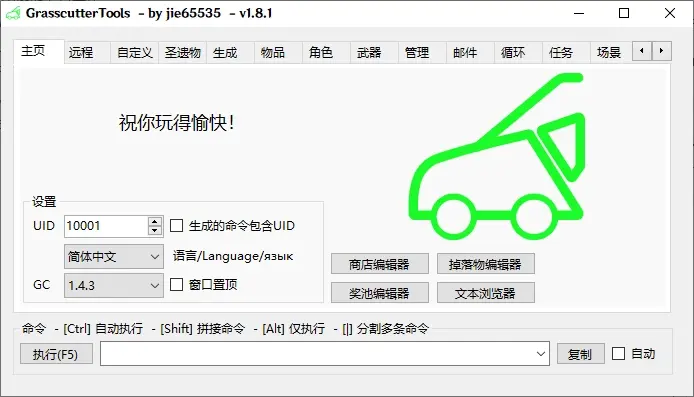 GrasscutterTools - by jie65535 - v1.8.1
主页 远程 自定义 圣遗物 生成 物品 角色 武器 管理 邮件 循环 任务 场景
祝你玩得愉快！
设置
UID 10001 生成的命令包含UID
简体中文 语言/Language/язык
GC 1.4.3 窗口置顶
商店编辑器 掉落物编辑器
奖池编辑器 文本浏览器
命令 - [Ctrl] 自动执行 - [Shift] 拼接命令 - [Alt] 仅执行 - [|] 分割多条命令
执行(F5) 复制 自动